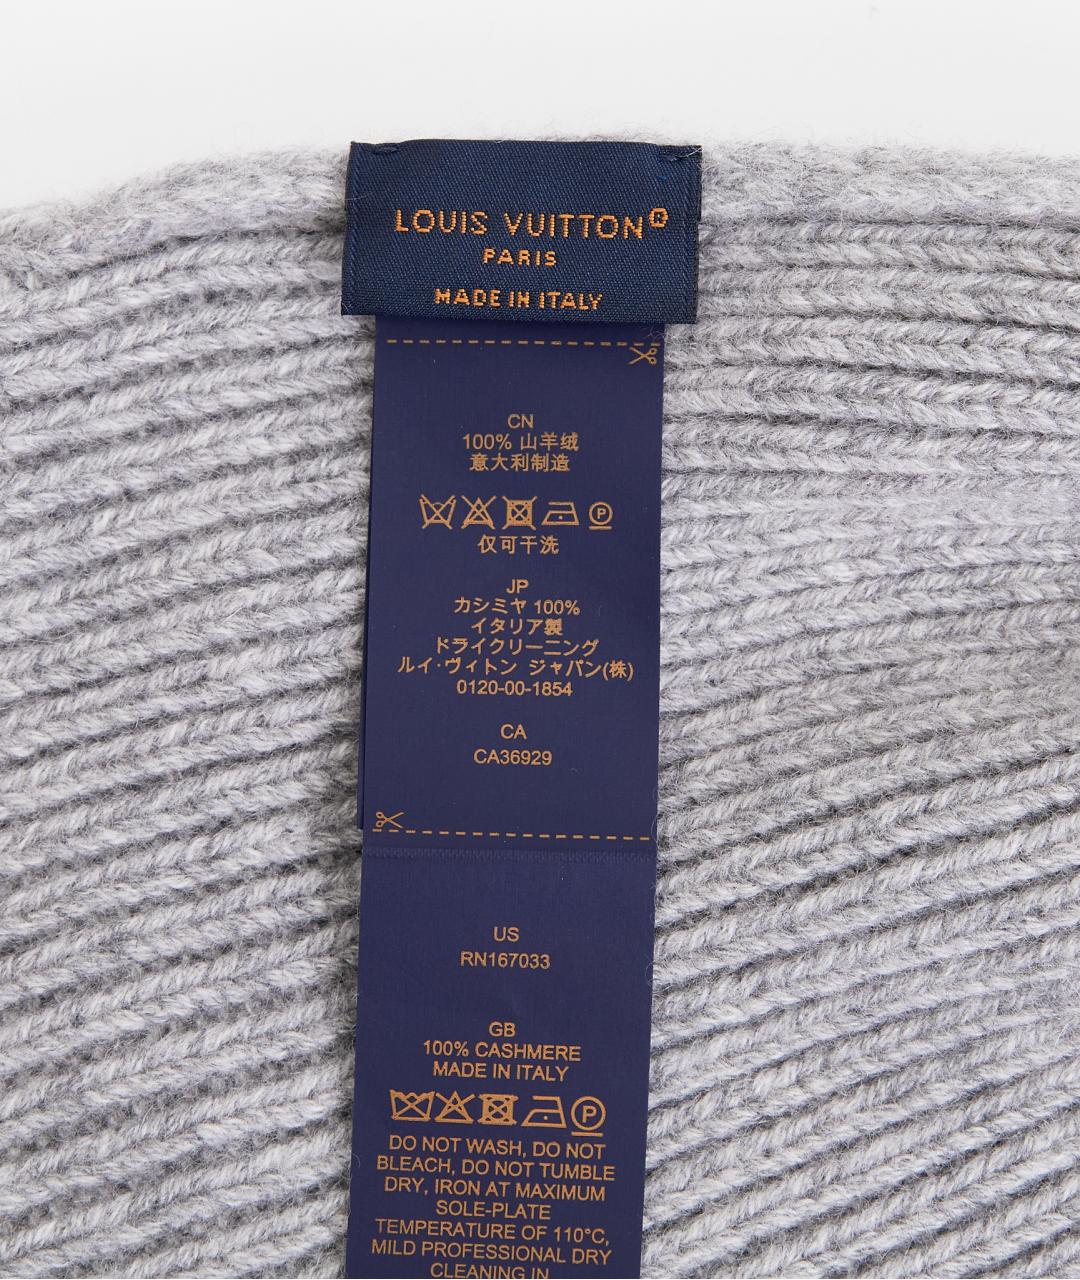 LOUIS VUITTON®
PARIS
MADE IN ITALY
CN
100% 山羊绒
意大利制造
P
仅可干洗
JP
カシミヤ 100%
イタリア製
ドライクリーニング
ルイ·ヴィトン ジャパン(株)
0120-00-1854
CA
CA36929
US
RN167033
GB
100% CASHMERE
MADE IN ITALY
P
DO NOT WASH, DO NOT
BLEACH, DO NOT TUMBLE
DRY, IRON AT MAXIMUM
SOLE-PLATE
TEMPERATURE OF 110°C,
MILD PROFESSIONAL DRY
CLEANING IN